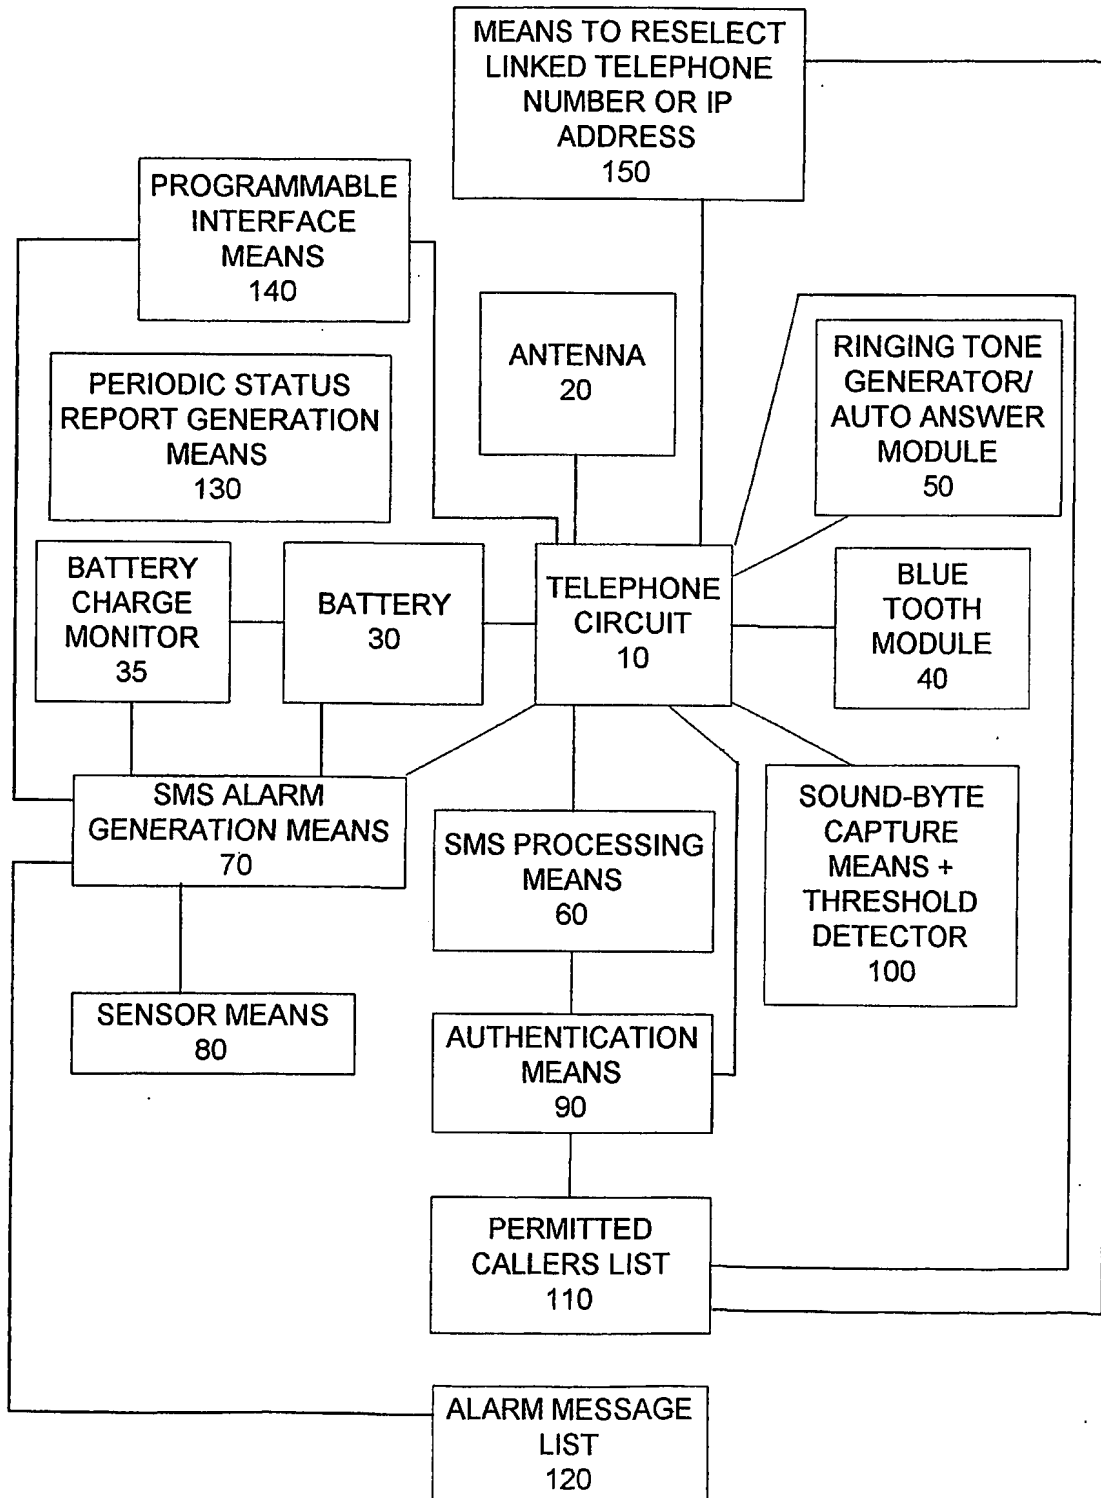 MEANS TO RESELECT
LINKED TELEPHONE
NUMBER OR IP
ADDRESS
150
PROGRAMMABLE
INTERFACE
MEANS
140
ANTENNA
20
RINGING TONE
GENERATOR/
AUTO ANSWER
MODULE
50
PERIODIC STATUS
REPORT GENERATION
MEANS
130
BATTERY
CHARGE
MONITOR
35
BATTERY
30
TELEPHONE
CIRCUIT
10
BLUE
TOOTH
MODULE
40
SMS ALARM
GENERATION MEANS
70
SMS PROCESSING
MEANS
60
SOUND-BYTE
CAPTURE
MEANS +
THRESHOLD
DETECTOR
100
SENSOR MEANS
80
AUTHENTICATION
MEANS
90
PERMITTED
CALLERS LIST
110
ALARM MESSAGE
LIST
120